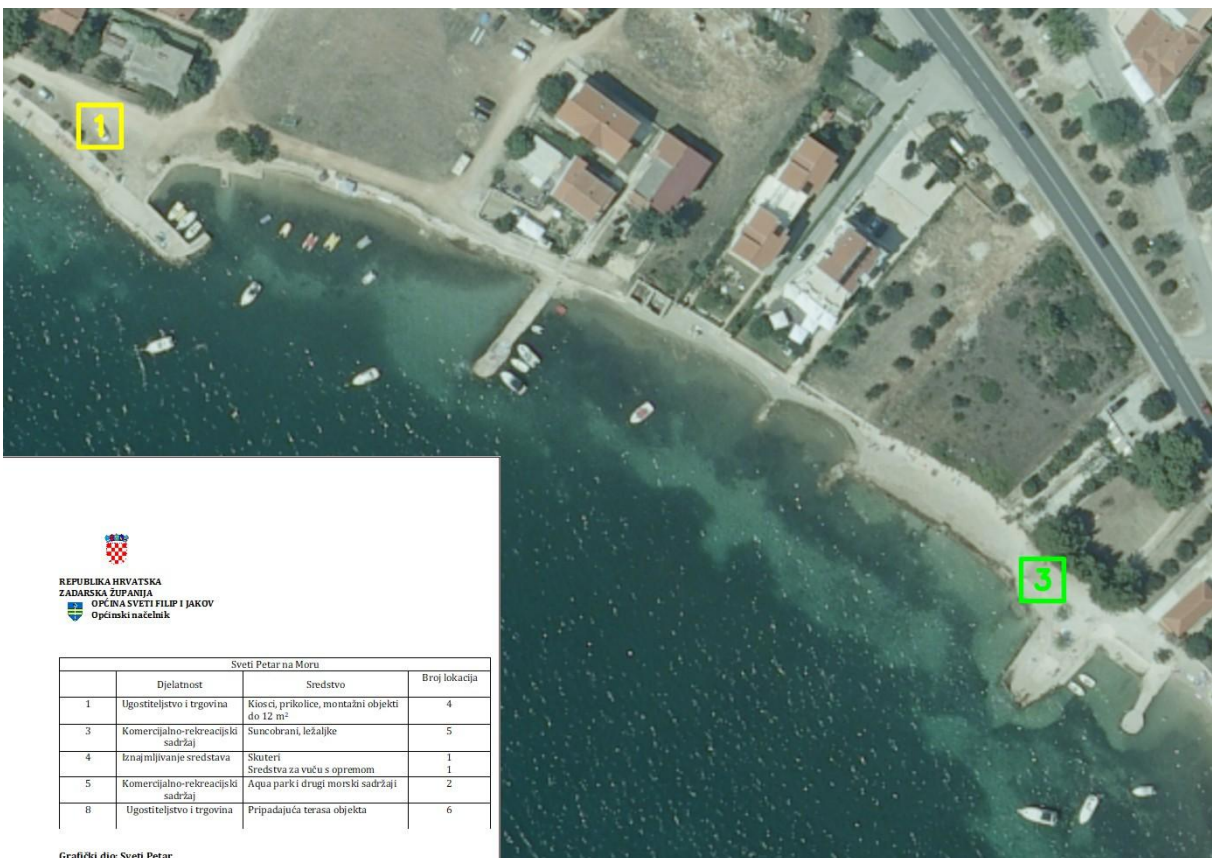 1
3
REPUBLIKA HRVATSKA
ZADARSKA ŽUPANIJA
OPĆINA SVETI FILIP I JAKOV
Općinski načelnik
Sveti Petar na Moru
Djelatnost Sredstvo Broj lokacija
1 Ugostiteljstvo i trgovina Kiosci, prikolice, montažni objekti 4
do 12 m²
3 Komercijalno-rekreacijski Suncobrani, ležaljke 5
sadržaj
4 Iznajmljivanje sredstava Skuteri 1
Sredstva za vuču s opremom 1
5 Komercijalno-rekreacijski Aqua park i drugi morski sadržaji 2
sadržaj
8 Ugostiteljstvo i trgovina Pripadajuća terasa objekta 6
Grafički dio: Sveti Petar